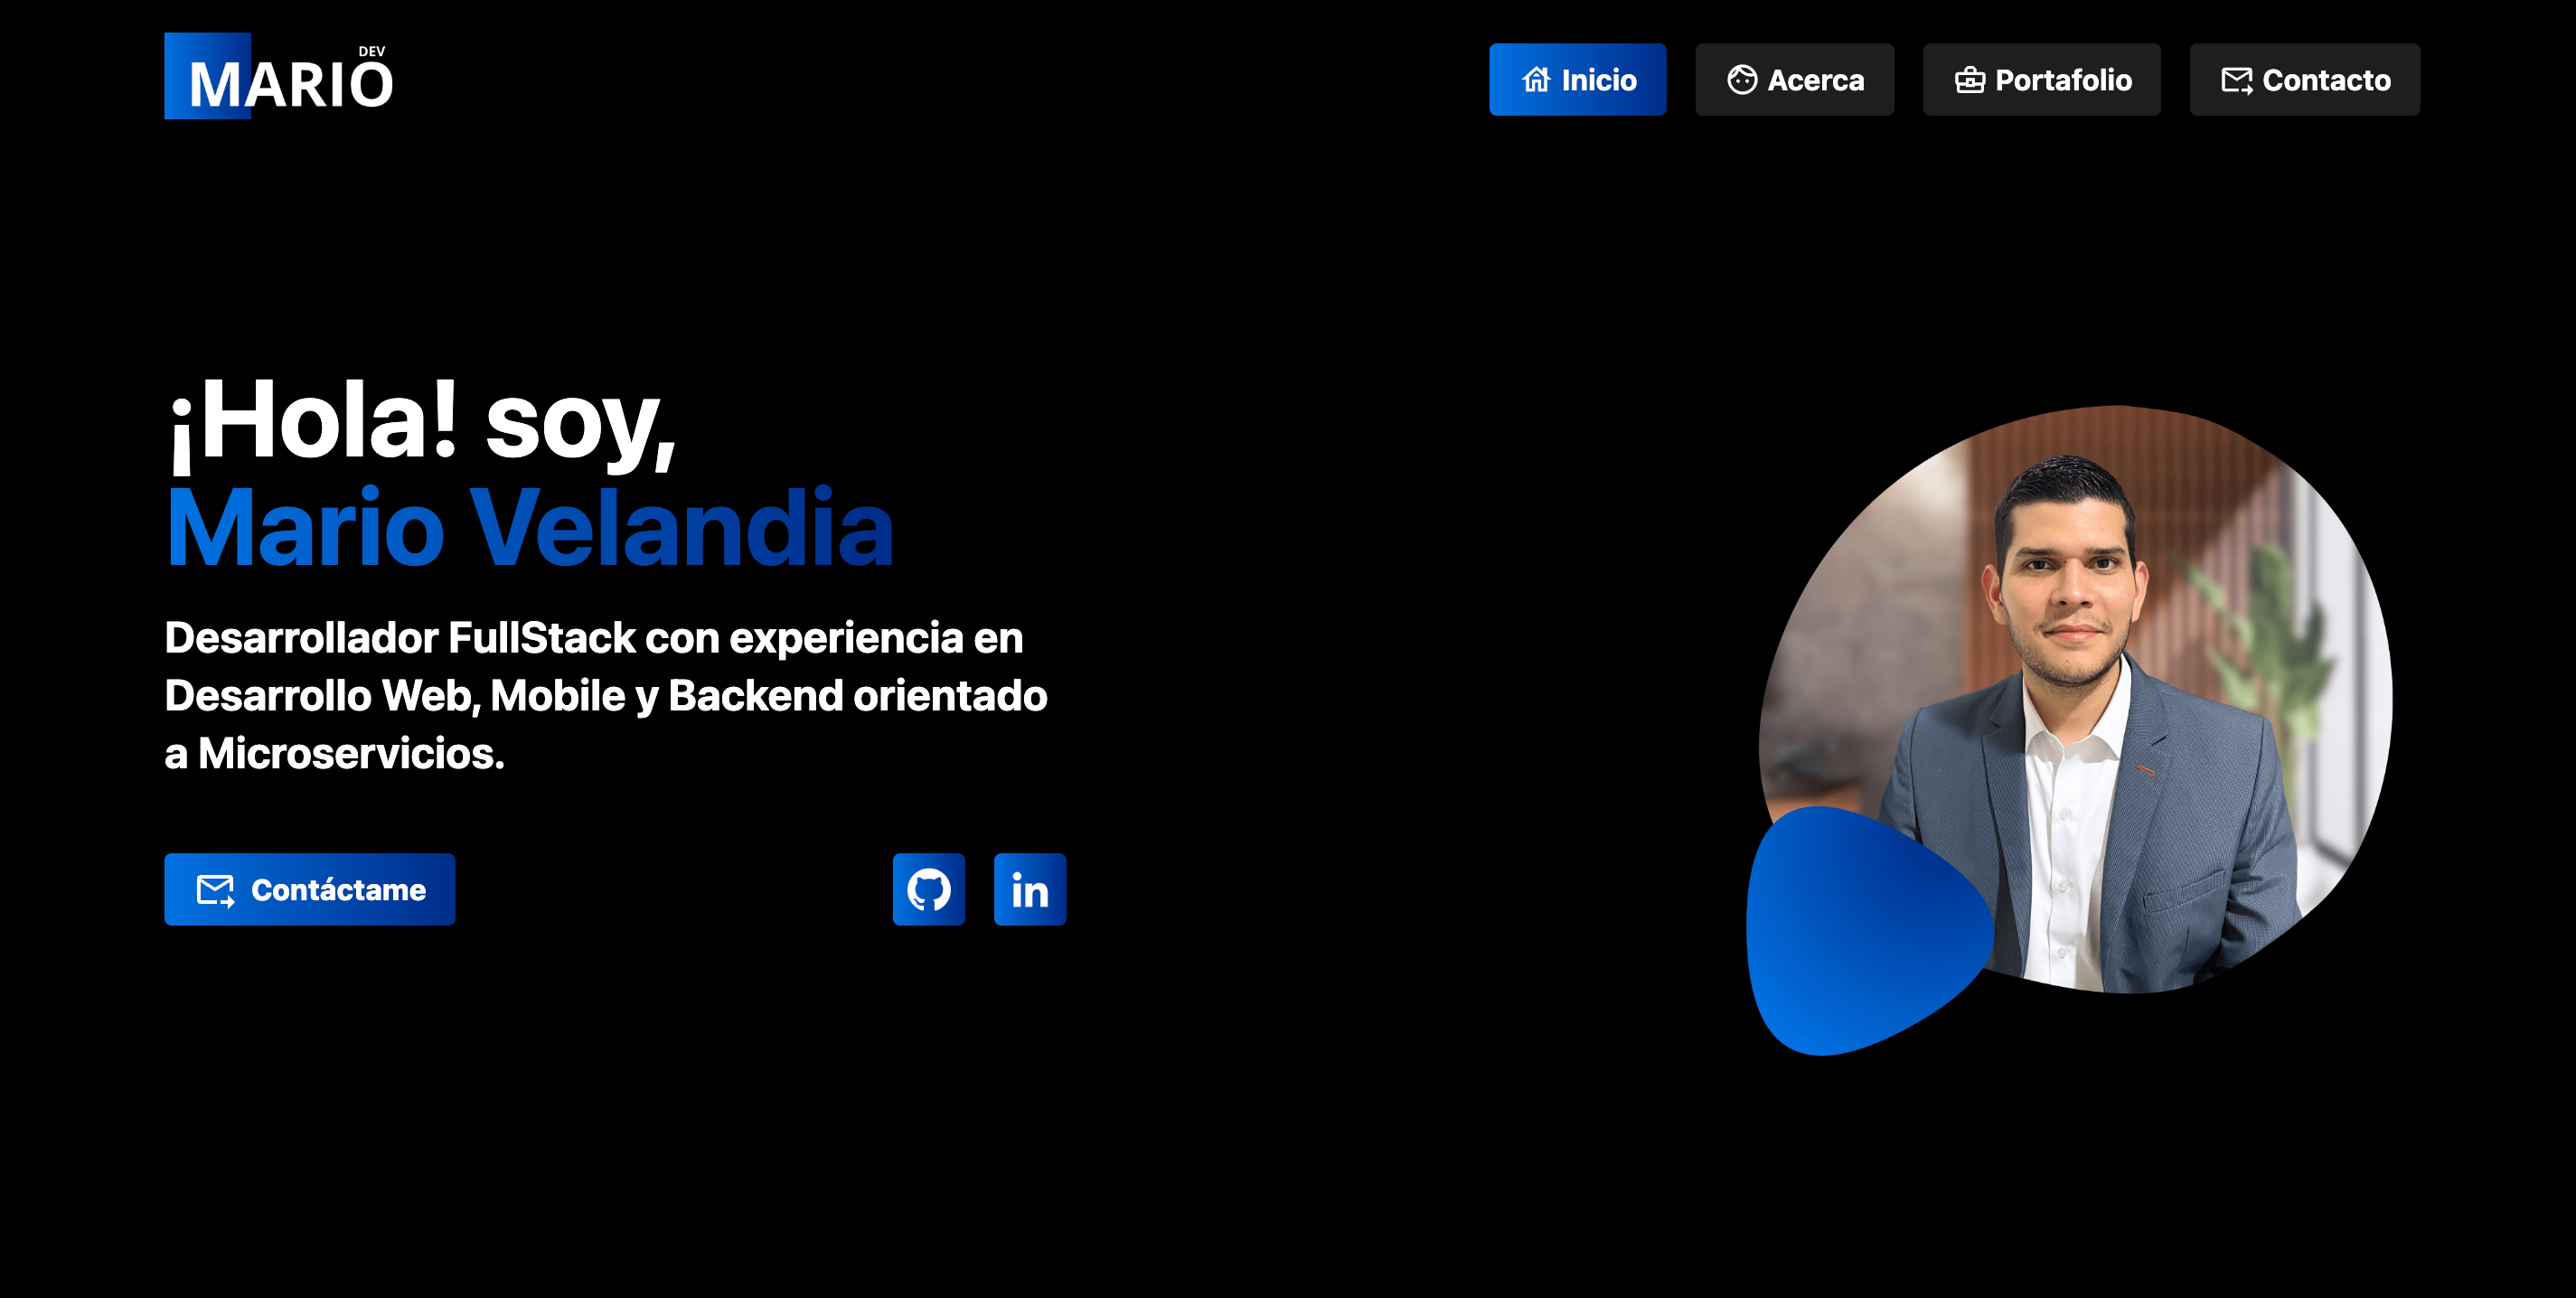 DEV
MARIO
Inicio
Acerca
Portafolio
Contacto
¡Hola! soy,
Mario Velandia
Desarrollador FullStack con experiencia en
Desarrollo Web, Mobile y Backend orientado
a Microservicios.
Contáctame
in